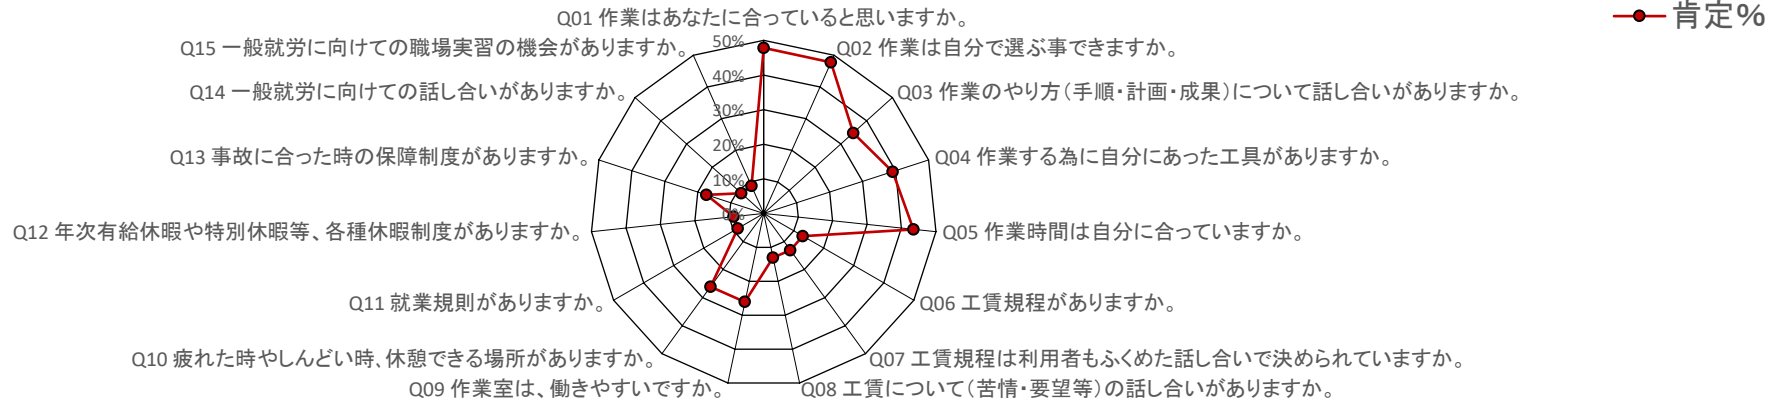 Q01 作業はあなたに合っていると思いますか。
肯定%
Q15 一般就労に向けての職場実習の機会がありますか。
50%
Q02 作業は自分で選ぶ事できますか。
40%
Q14 一般就労に向けての話し合いがありますか。
Q03 作業のやり方（手順・計画・成果）について話し合いがありますか。
30%
20%
Q13 事故に合った時の保障制度がありますか。
Q04 作業する為に自分にあった工具がありますか。
10%
0%
Q12 年次有給休暇や特別休暇等、各種休暇制度がありますか。
Q05 作業時間は自分に合っていますか。
Q11 就業規則がありますか。
Q06 工賃規程がありますか。
Q10 疲れた時やしんどい時、休憩できる場所がありますか。
Q07 工賃規程は利用者もふくめた話し合いで決められていますか。
Q09 作業室は、働きやすいですか。
Q08 工賃について（苦情・要望等）の話し合いがありますか。